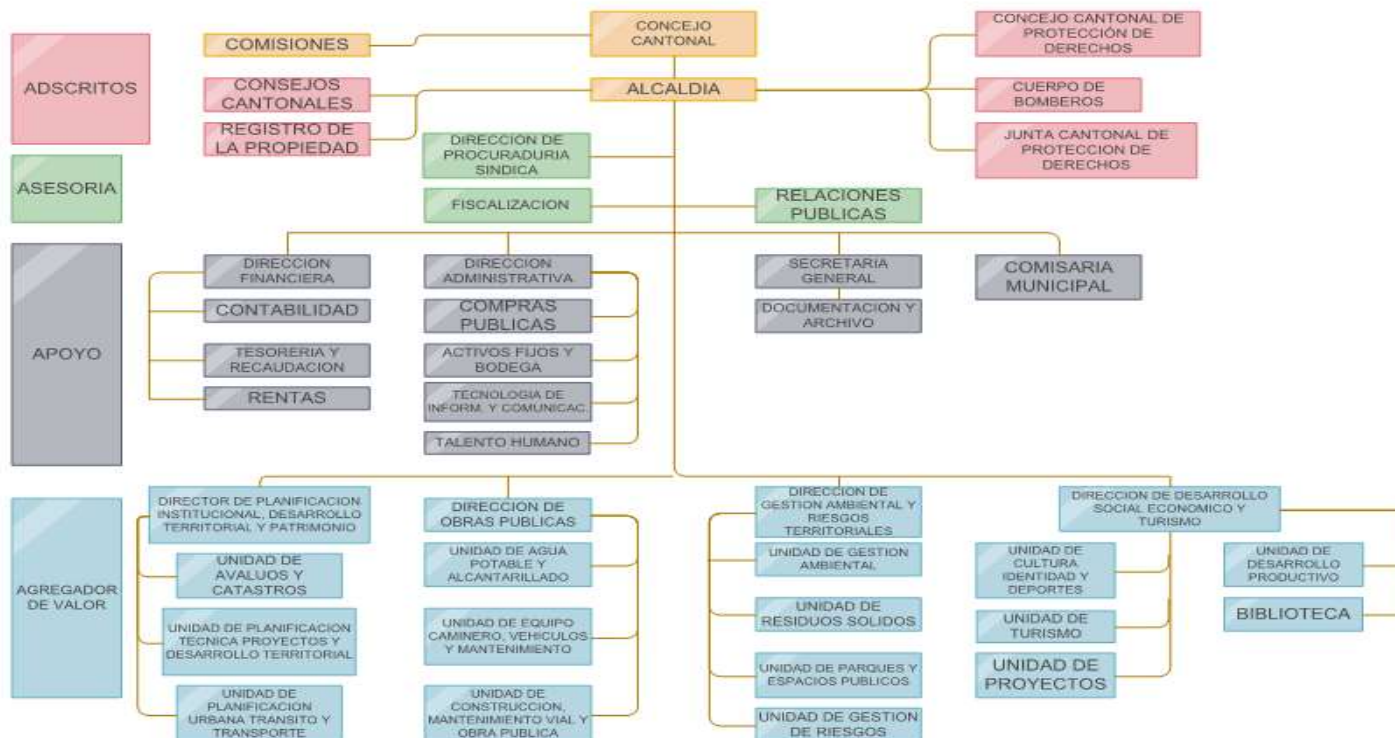 CONCEJO
CANTONAL
COMISIONES
CONCEJO CANTONAL DE
PROTECCIÓN DE
DERECHOS
ADSCRITOS
CONSEJOS
CANTONALES
ALCALDIA
CUERPO DE
BOMBEROS
REGISTRO DE
LA PROPIEDAD
JUNTA CANTONAL DE
PROTECCION DE
DERECHOS
ASESORIA
DIRECCION DE
PROCURADURIA
SINDICA
FISCALIZACION
RELACIONES
PUBLICAS
APOYO
DIRECCION
FINANCIERA
CONTABILIDAD
TESORERIA Y
RECAUDACION
RENTAS
DIRECCION
ADMINISTRATIVA
COMPRAS
PUBLICAS
ACTIVOS FIJOS Y
BODEGA
TECNOLOGIA DE
INFORM. Y COMUNICAC.
TALENTO HUMANO
SECRETARIA
GENERAL
DOCUMENTACION Y
ARCHIVO
COMISARIA
MUNICIPAL
AGREGADOR
DE VALOR
DIRECTOR DE PLANIFICACION
INSTITUCIONAL, DESARROLLO
TERRITORIAL Y PATRIMONIO
UNIDAD DE
AVALUOS Y
CATASTROS
UNIDAD DE PLANIFICACION
TECNICA PROYECTOS Y
DESARROLLO TERRITORIAL
UNIDAD DE
PLANIFICACION
URBANA TRANSITO Y
TRANSPORTE
DIRECCION DE
OBRAS PUBLICAS
UNIDAD DE AGUA
POTABLE Y
ALCANTARILLADO
UNIDAD DE EQUIPO
CAMINERO, VEHICULOS
Y MANTENIMIENTO
UNIDAD DE
CONSTRUCCION,
MANTENIMIENTO VIAL Y
OBRA PUBLICA
DIRECCION DE
GESTION AMBIENTAL Y
RIESGOS
TERRITORIALES
UNIDAD DE GESTION
AMBIENTAL
UNIDAD DE
RESIDUOS SOLIDOS
UNIDAD DE PARQUES Y
ESPACIOS PUBLICOS
UNIDAD DE GESTION
DE RIESGOS
DIRECCION DE DESARROLLO
SOCIAL ECONOMICO Y
TURISMO
UNIDAD DE
CULTURA
IDENTIDAD Y
DEPORTES
UNIDAD DE
TURISMO
UNIDAD DE
PROYECTOS
UNIDAD DE
DESARROLLO
PRODUCTIVO
BIBLIOTECA